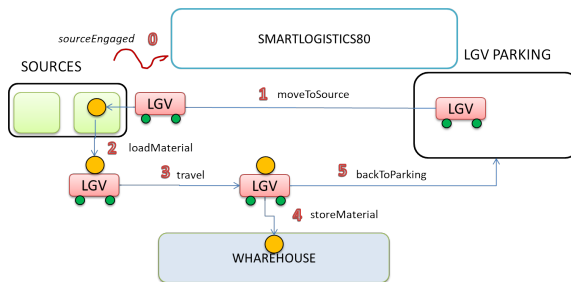 sourceEngaged 0
SMARTLOGISTICS80
LGV PARKING
SOURCES
LGV
1 moveToSource
LGV
2 loadMaterial
LGV
3 travel
LGV
5 backToParking
4 storeMaterial
WHAREHOUSE